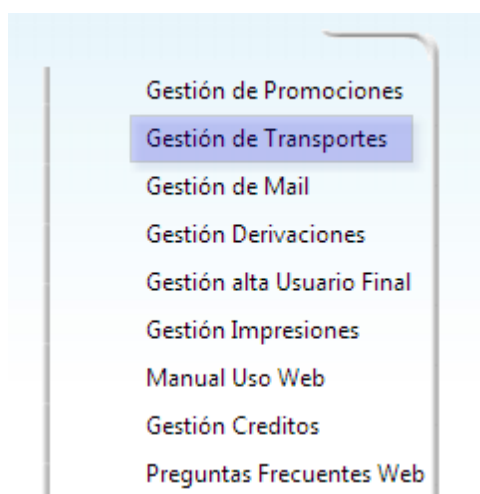 Gestión de Promociones
Gestión de Transportes
Gestión de Mail
Gestión Derivaciones
Gestión alta Usuario Final
Gestión Impresiones
Manual Uso Web
Gestión Creditos
Preguntas Frecuentes Web